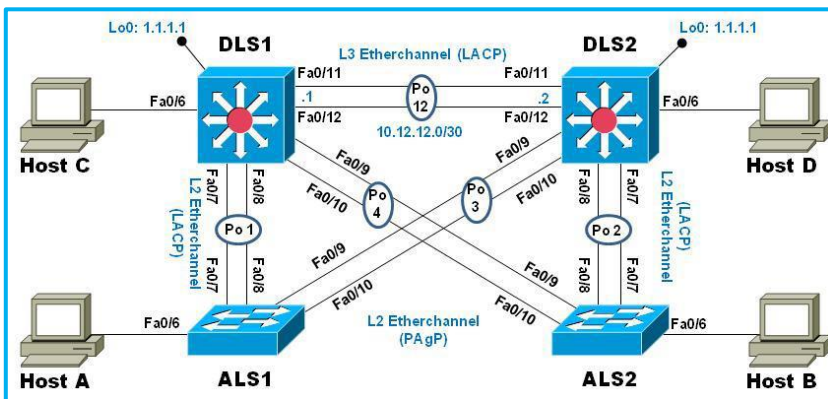 Lo0: 1.1.1.1
DLS1
L3 Etherchannel (LACP)
DLS2
Lo0: 1.1.1.1
Fa0/6
Host C
Fa0/11
.1
Fa0/12
Po
12
10.12.12.0/30
Fa0/11
.2
Fa0/12
Fa0/6
Host D
Fa0/9
Fa0/10
Fa0/9
Fa0/10
Po
4
Po
3
Fa0/7
Fa0/8
L2 Etherchannel
(LACP)
Po 1
Fa0/7
Fa0/8
Fa0/8
Fa0/7
L2 Etherchannel
(LACP)
Po 2
Fa0/8
Fa0/7
Fa0/9
Fa0/10
Fa0/9
Fa0/10
L2 Etherchannel
(PAgP)
Fa0/6
Host A
ALS1
ALS2
Fa0/6
Host B